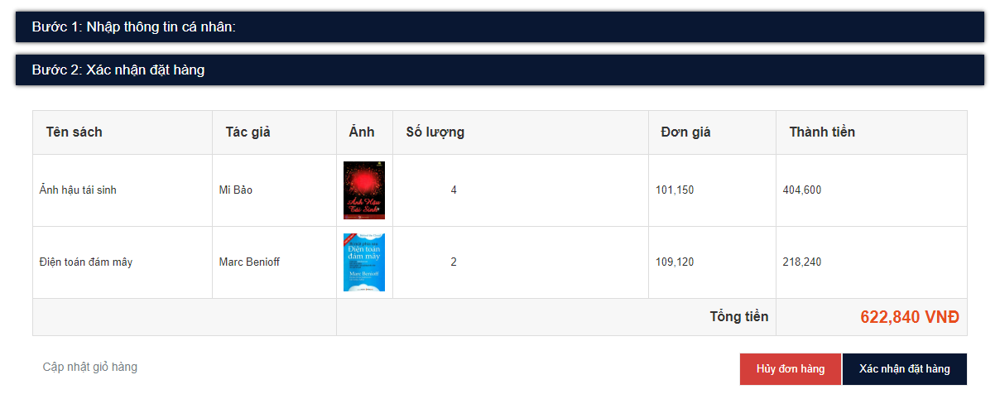 Bước 1: Nhập thông tin cá nhân:
Bước 2: Xác nhận đặt hàng
Tên sách Tác giả Ảnh Số lượng Đơn giá Thành tiền
Ảnh hậu tái sinh Mi Bảo 4 101,150 404,600
Ảnh Hậu
Tái Sinh
Điện toán đám mây Marc Benioff 2 109,120 218,240
Điện toán
đám mây
Marc Benioff
Tổng tiền 622,840 VNĐ
Cập nhật giỏ hàng Hủy đơn hàng Xác nhận đặt hàng